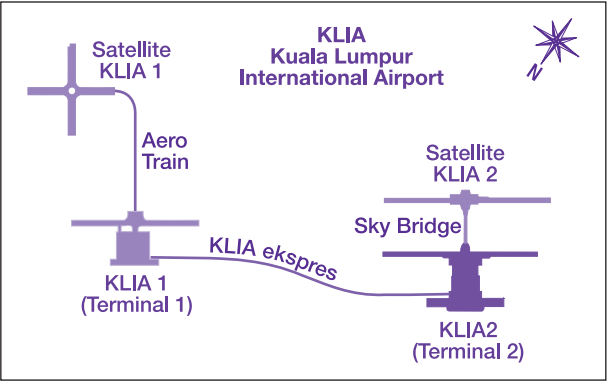 KLIA
Kuala Lumpur
International Airport
N
Satellite
KLIA 1
Aero
Train
Satellite
KLIA 2
Sky Bridge
KLIA ekspres
KLIA 1
(Terminal 1)
KLIA2
(Terminal 2)